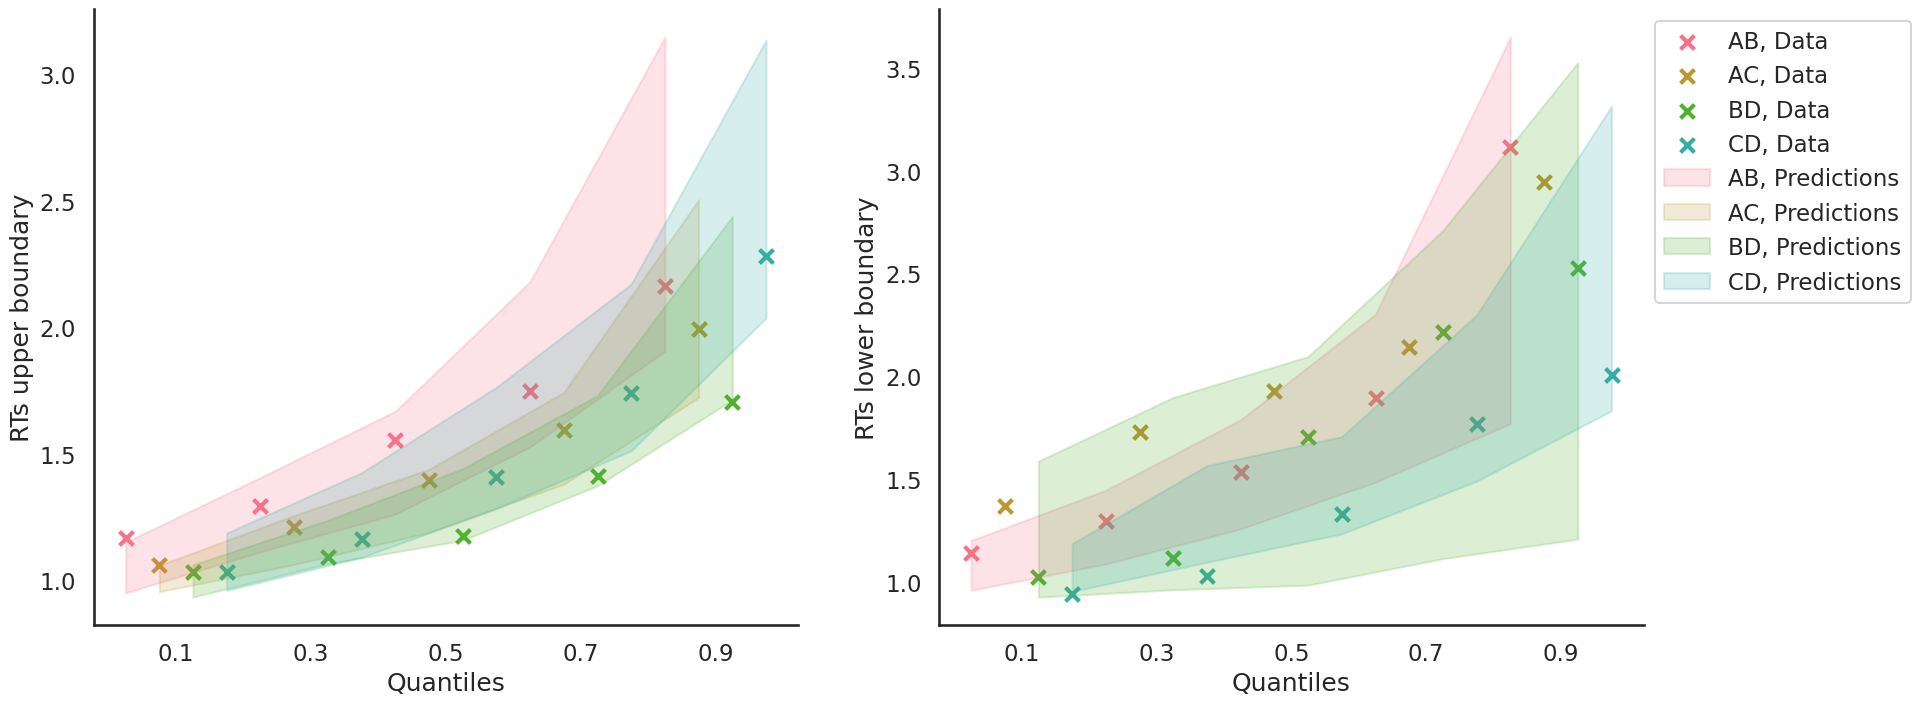 RTs upper boundary
3.0
2.5
2.0
1.5
1.0
0.1 0.3 0.5 0.7 0.9
Quantiles
RTs lower boundary
3.5
3.0
2.5
2.0
1.5
1.0
0.1 0.3 0.5 0.7 0.9
Quantiles
AB, Data
AC, Data
BD, Data
CD, Data
AB, Predictions
AC, Predictions
BD, Predictions
CD, Predictions